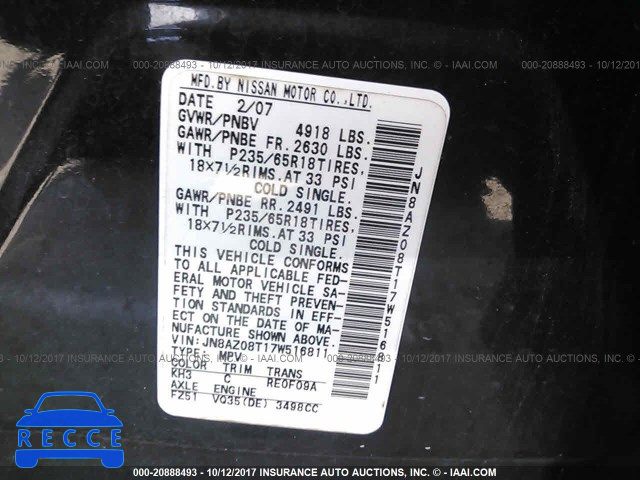 000-20888493 - 10/12/2017 INSURANCE AUTO AUCTIONS, INC. - © IAAI.COM
MFD.BY NISSAN MOTOR CO.,LTD.
DATE 2/07
GVWR/PNBV 4918 LBS.
GAWR/PNBE FR.2630 LBS.
WITH P235/65R18TIRES,
18X7½RIMS.AT 33 PSI
COLD SINGLE.
GAWR/PNBE RR.2491 LBS.
WITH P235/65R18TIRES,
18X7½RIMS.AT 33 PSI
COLD SINGLE.
THIS VEHICLE CONFORMS
TO ALL APPLICABLE FED-
ERAL MOTOR VEHICLE SA-
FETY AND THEFT PREVEN-
TION STANDARDS IN EFF-
ECT ON THE DATE OF MA-
NUFACTURE SHOWN ABOVE.
VIN:JN8AZ08T17W516811
TYPE: MPV
COLOR TRIM TRANS
KH3 C RE0F09A
AXLE ENGINE
FZ51 VQ35(DE) 3498CC
JN8AZ08T17W516811
RECCE
000-20888493 - 10/12/2017 INSURANCE AUTO AUCTIONS, INC. - © IAAI.COM